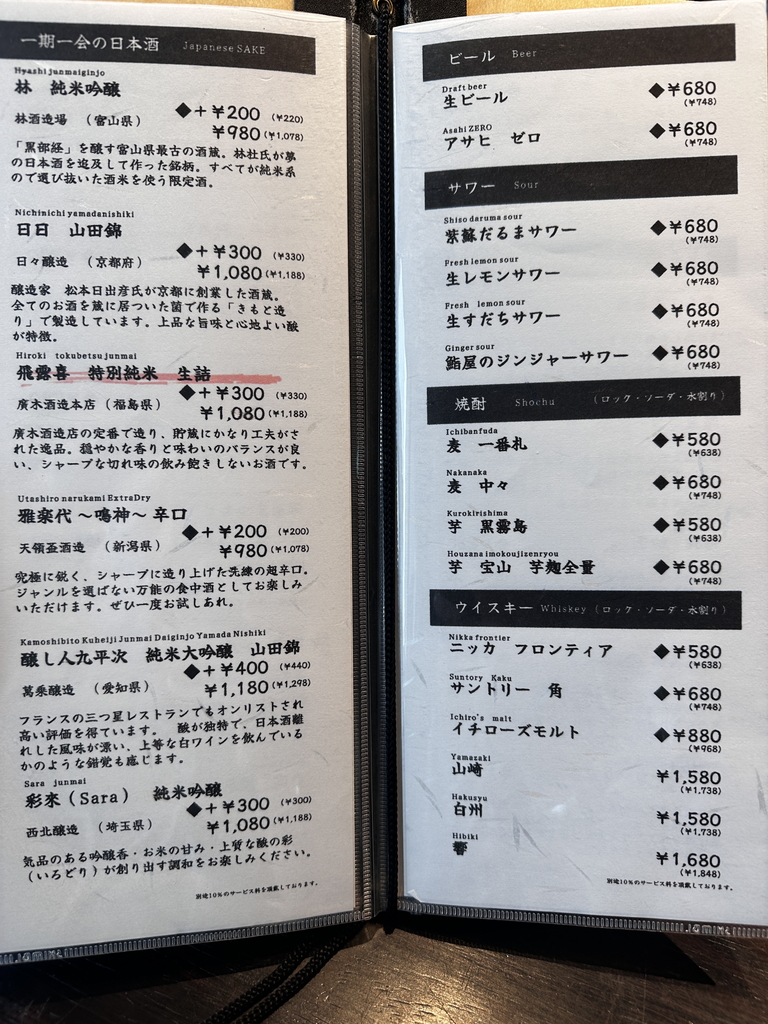 一期一会の日本酒 Japanese SAKE
Hyashi junmaiginjo
林 純米吟醸
◆+¥200 (¥220)
林酒造場 (富山県) ¥980 (¥1,078)
「黒部峡」を醸す富山県最古の酒蔵。林杜氏が夢
の日本酒を追及して作った銘柄。すべてが純米系
ので選び抜いた酒米を使う限定酒。
Nichinichi yamadanishiki
日日 山田錦
◆+¥300 (¥330)
日々醸造 (京都府) ¥1,080 (¥1,188)
醸造家 松本日出彦氏が京都に創業した酒蔵。
全てのお酒を蔵に居ついた菌で作る「きもと造
り」で製造しています。上品な旨味と心地よい酸
が特徴。
Hiroki tokubetsu junmai
飛露喜 特別純米 生詰
◆+¥300 (¥330)
廣木酒造本店 (福島県) ¥1,080 (¥1,188)
廣木酒造店の定番で造り、貯蔵にかなり工夫がさ
れた逸品。穏やかな香りと味わいのバランスが良
い、シャープな切れ味の飲み飽きしないお酒です。
Utashiro narukami ExtraDry
雅楽代 ～鳴神～ 辛口
◆+¥200 (¥200)
天領盃酒造 (新潟県) ¥980 (¥1,078)
究極に鋭く、シャープに造り上げた洗練の超辛口。
ジャンルを選ばない万能の食中酒としてお楽しみ
いただけます。ぜひ一度お試しあれ。
Kamoshibito Kuheiji Junmai Daiginjo Yamada Nishiki
醸し人九平次 純米大吟醸 山田錦
◆+¥400 (¥440)
萬乗醸造 (愛知県) ¥1,180 (¥1,298)
フランスの三つ星レストランでもオンリストされ
高い評価を得ています。 酸が独特で、日本酒離
れした風味が漂い、上等な白ワインを飲んでいる
かのような錯覚も感じます。
Sara junmai
彩來(Sara) 純米吟醸
◆+¥300 (¥300)
西北醸造 (埼玉県) ¥1,080 (¥1,188)
気品のある吟醸香・お米の甘み・上質な酸の彩
(いろどり)が創り出す調和をお楽しみください。
別途10%のサービス料を頂戴しております。
ビール Beer
Draft beer
生ビール ◆¥680
(¥748)
Asahi ZERO
アサヒ ゼロ ◆¥680
(¥748)
サワー Sour
Shiso daruma sour
紫蘇だるまサワー ◆¥680
(¥748)
Fresh lemon sour
生レモンサワー ◆¥680
(¥748)
Fresh lemon sour
生すだちサワー ◆¥680
(¥748)
Ginger sour
鮨屋のジンジャーサワー ◆¥680
(¥748)
焼酎 Shochu (ロック・ソーダ・水割り)
Ichibanfuda
麦 一番札 ◆¥580
(¥638)
Nakanaka
麦 中々 ◆¥680
(¥748)
Kurokirishima
芋 黒霧島 ◆¥580
(¥638)
Houzana imokoujizenryou
芋 宝山 芋麹全量 ◆¥680
(¥748)
ウイスキー Whiskey (ロック・ソーダ・水割り)
Nikka frontier
ニッカ フロンティア ◆¥580
(¥638)
Suntory Kaku
サントリー 角 ◆¥680
(¥748)
Ichiro's malt
イチローズモルト ◆¥880
(¥968)
Yamazaki
山崎 ¥1,580
(¥1,738)
Hakusyu
白州 ¥1,580
(¥1,738)
Hibiki
響 ¥1,680
(¥1,848)
別途10%のサービス料を頂戴しております。